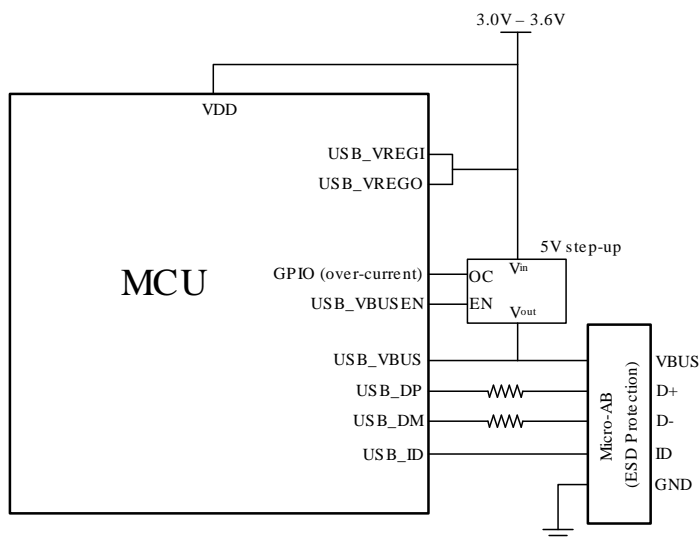 3.0V – 3.6V
VDD
USB_VREGI
USB_VREGO
5V step-up
MCU
GPIO (over-current)
OC
Vin
USB_VBUSEN
EN
Vout
USB_VBUS
VBUS
USB_DP
D+
USB_DM
D-
USB_ID
ID
GND
Micro-AB
(ESD Protection)